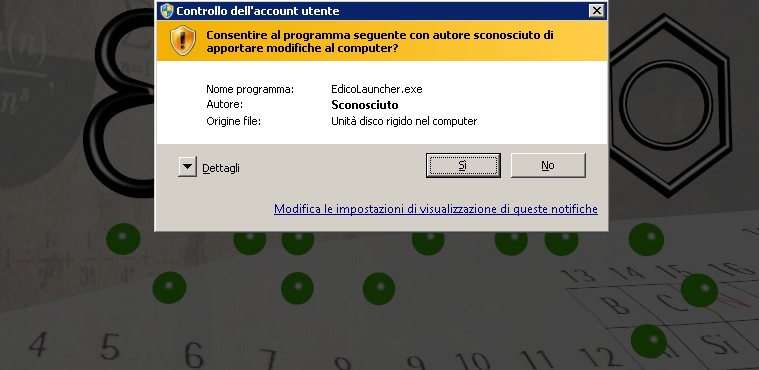 Controllo dell'account utente
Consentire al programma seguente con autore sconosciuto di
apportare modifiche al computer?
Nome programma: EdicoLauncher.exe
Autore: Sconosciuto
Origine file: Unità disco rigido nel computer
Dettagli
Sì
No
Modifica le impostazioni di visualizzazione di queste notifiche
13 14 15 16
B C N
Si
4 5 6 7 8 9 10 11 12